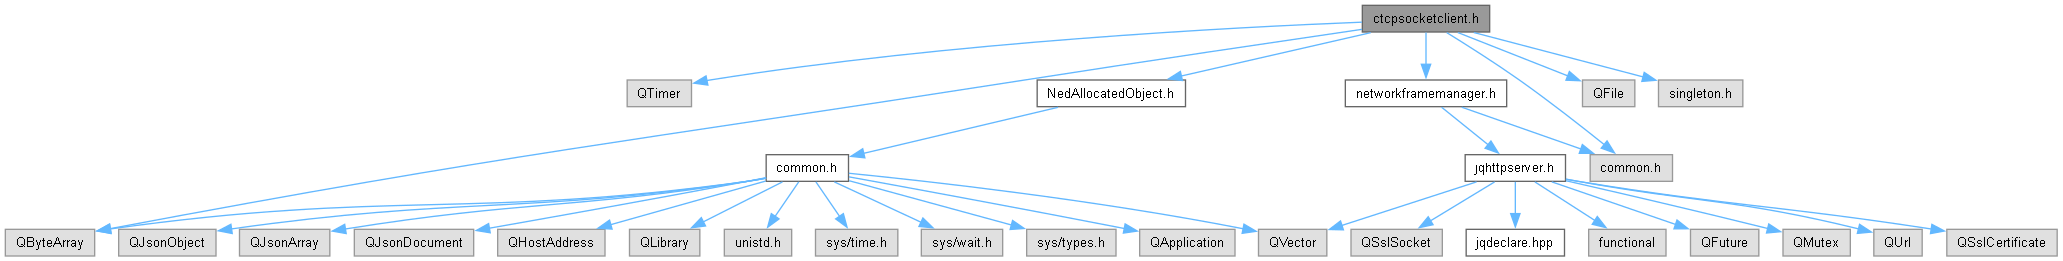 ctcpsocketclient.h
QTimer
NedAllocatedObject.h
networkframemanager.h
QFile
singleton.h
common.h
jqhttpserver.h
common.h
QByteArray
QJsonObject
QJsonArray
QJsonDocument
QHostAddress
QLibrary
unistd.h
sys/time.h
sys/wait.h
sys/types.h
QApplication
QVector
QSslSocket
jqdeclare.hpp
functional
QFuture
QMutex
QUrl
QSslCertificate